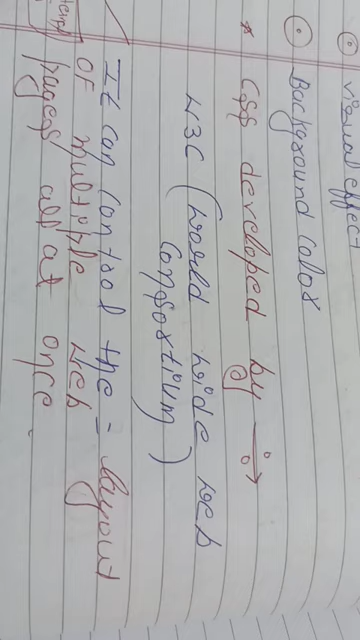 ⊙ visual effect
⊙ Background color
* Css developed by →
W3C (World wide web
Consortium)
It can control the = layout
of multiple web
pages all at once